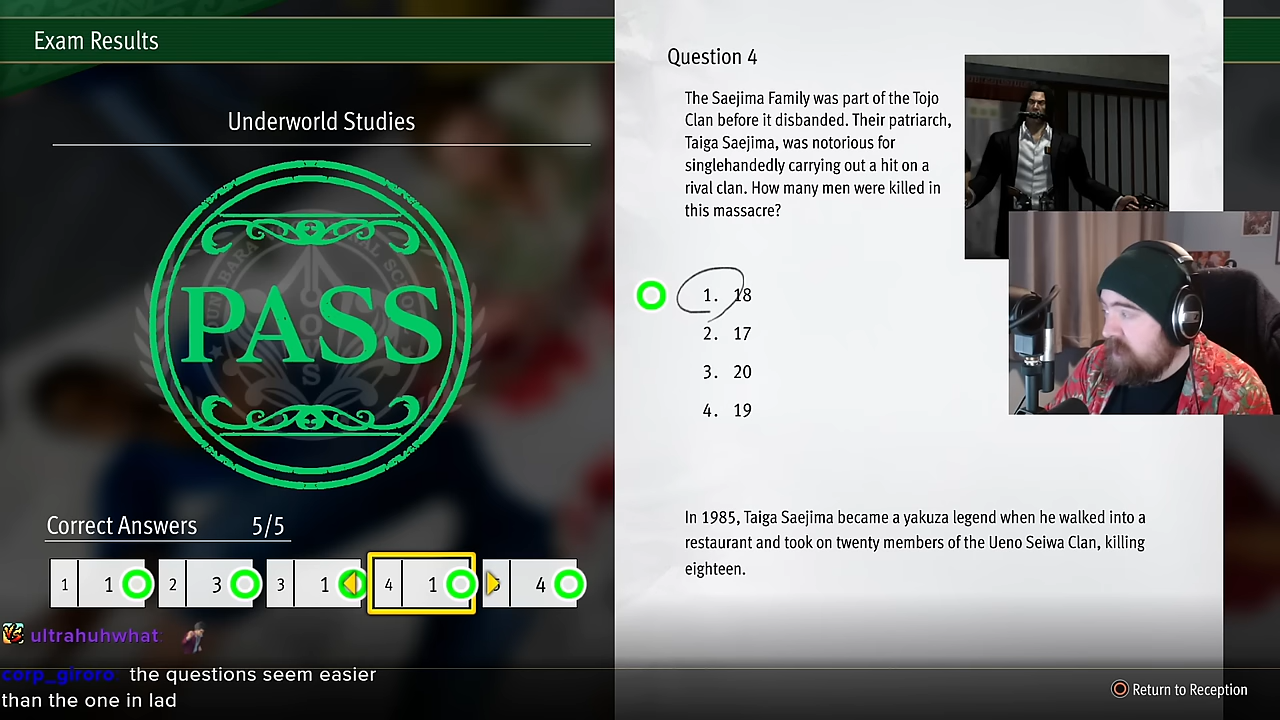 Exam Results
Underworld Studies
PASS
Correct Answers 5/5
1 1
2 3
3 1
4 1
4
ultrahuhwhat
corp_giroro the questions seem easier
than the one in lad
Question 4
The Saejima Family was part of the Tojo
Clan before it disbanded. Their patriarch,
Taiga Saejima, was notorious for
singlehandedly carrying out a hit on a
rival clan. How many men were killed in
this massacre?
1. 18
2. 17
3. 20
4. 19
In 1985, Taiga Saejima became a yakuza legend when he walked into a
restaurant and took on twenty members of the Ueno Seiwa Clan, killing
eighteen.
Return to Reception